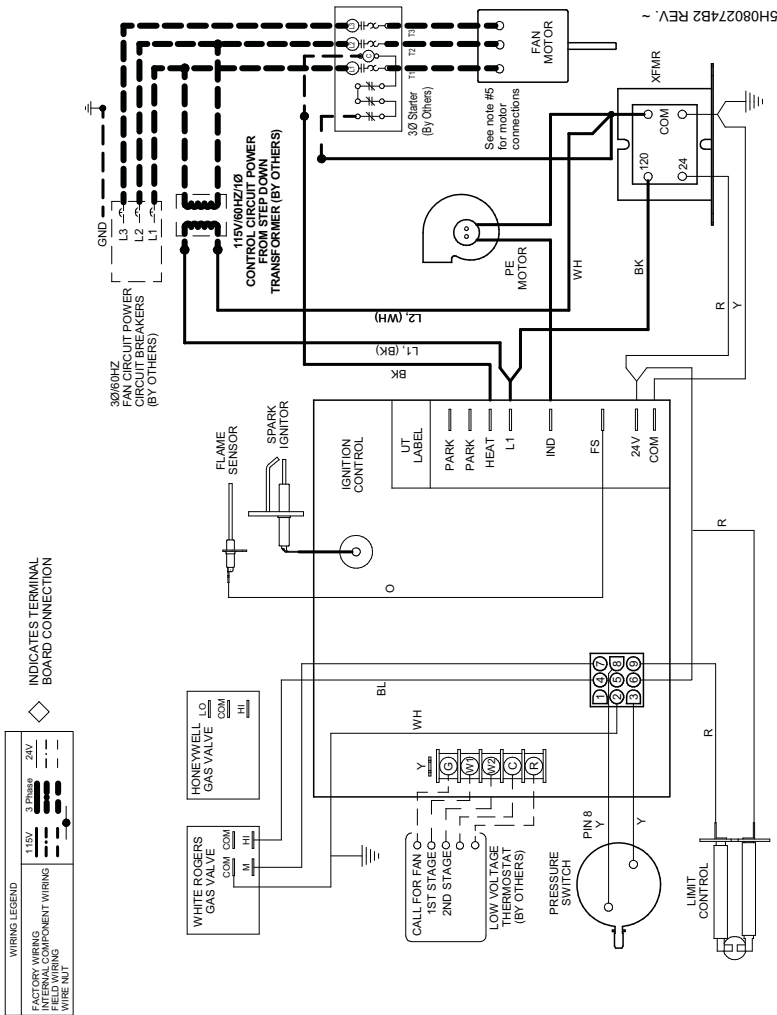 WIRING LEGEND
115V
3 Phase
24V
FACTORY WIRING
INTERNAL COMPONENT WIRING
FIELD WIRING
WIRE NUT
INDICATES TERMINAL
BOARD CONNECTION
WHITE ROGERS
GAS VALVE
COM
COM
M
HI
HONEYWELL
GAS VALVE
LO
COM
HI
FLAME
SENSOR
SPARK
IGNITOR
3Ø/60HZ
FAN CIRCUIT POWER
CIRCUIT BREAKERS
(BY OTHERS)
GND
L3
L2
L1
115V/60HZ/1Ø
CONTROL CIRCUIT POWER
FROM STEP DOWN
TRANSFORMER (BY OTHERS)
L3
L2
L1
C
T3
T2
T1
3Ø Starter
(By Others)
FAN
MOTOR
See note #5
for motor
connections
L2, (WH)
L1, (BK)
BK
PE
MOTOR
WH
BK
XFMR
COM
120
24
R
Y
IGNITION
CONTROL
UT
LABEL
PARK
PARK
HEAT
L1
IND
FS
24V
COM
O
BL
WH
Y
G
W1
W2
C
R
CALL FOR FAN
1ST STAGE
2ND STAGE
LOW VOLTAGE
THERMOSTAT
(BY OTHERS)
1 4 7
2 5 8
3 6 9
PIN 8
Y
Y
PRESSURE
SWITCH
R
R
LIMIT
CONTROL
5H080274B2 REV. ~